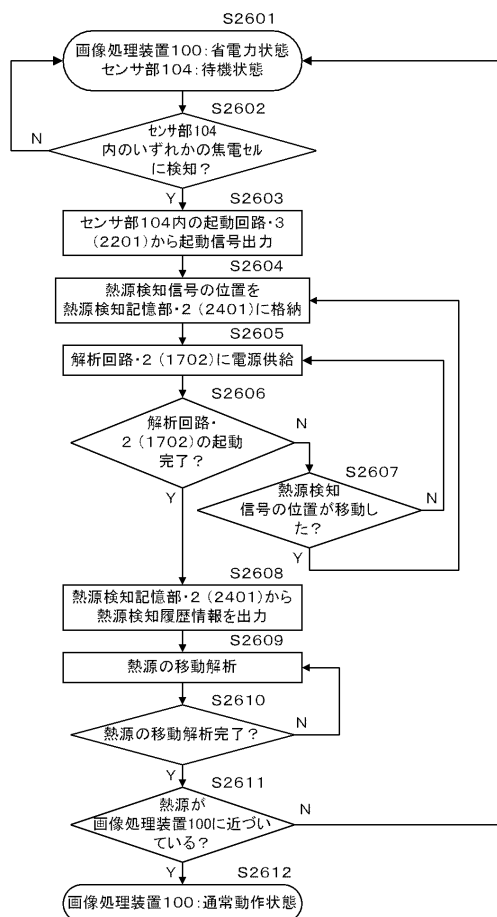 S2601
画像処理装置100:省電力状態
センサ部104:待機状態
S2602
N
センサ部104
内のいずれかの焦電セル
に検知?
Y
S2603
センサ部104内の起動回路・3
(2201)から起動信号出力
S2604
熱源検知信号の位置を
熱源検知記憶部・2 (2401)に格納
S2605
解析回路・2 (1702)に電源供給
S2606
解析回路・
2 (1702)の起動
完了?
N
Y
S2607
熱源検知
信号の位置が移動し
た?
N
Y
S2608
熱源検知記憶部・2 (2401)から
熱源検知履歴情報を出力
S2609
熱源の移動解析
S2610
熱源の移動解析完了?
N
Y
S2611
熱源が
画像処理装置100に近づい
ている?
N
Y
S2612
画像処理装置100:通常動作状態